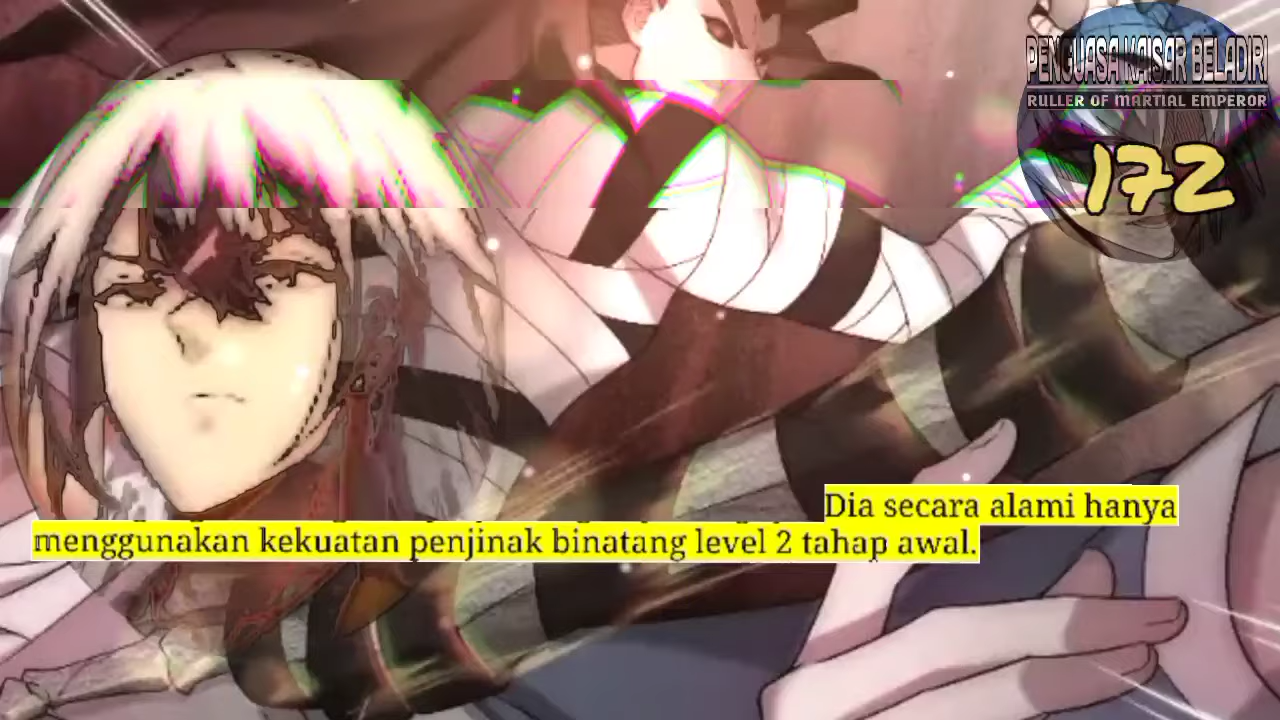 PENGUASA KAISAR BELADIRI
RULLER OF MARTIAL EMPEROR
172
Dia secara alami hanya
menggunakan kekuatan penjinak binatang level 2 tahap awal.